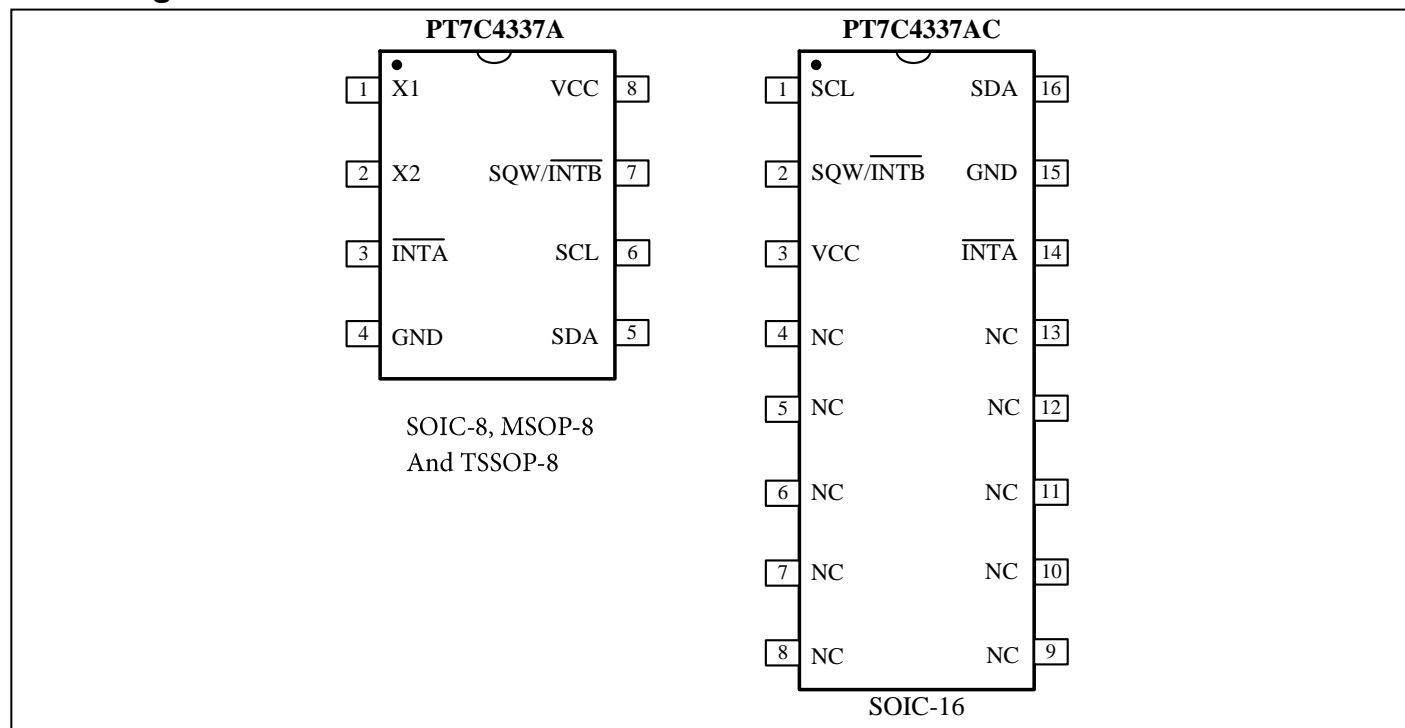 PT7C4337A
1 X1 VCC 8
2 X2 SQW/INTB 7
3 INTA SCL 6
4 GND SDA 5
SOIC-8, MSOP-8
And TSSOP-8
PT7C4337AC
1 SCL SDA 16
2 SQW/INTB GND 15
3 VCC INTA 14
4 NC NC 13
5 NC NC 12
6 NC NC 11
7 NC NC 10
8 NC NC 9
SOIC-16